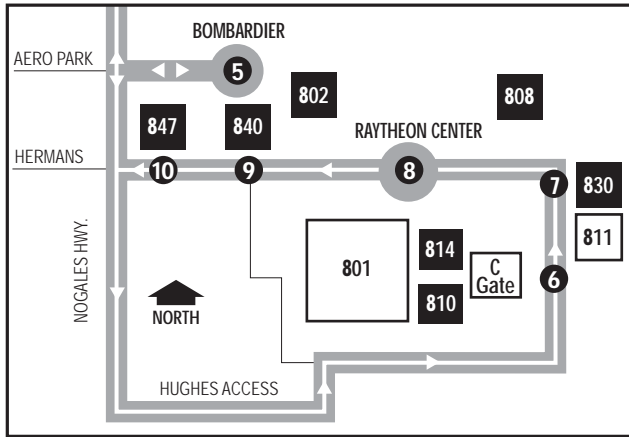 BOMBARDIER
AERO PARK
5
802
808
847
840
RAYTHEON CENTER
HERMANS
10
9
8
7
830
811
NOGALES HWY.
801
814
C
Gate
6
810
NORTH
HUGHES ACCESS